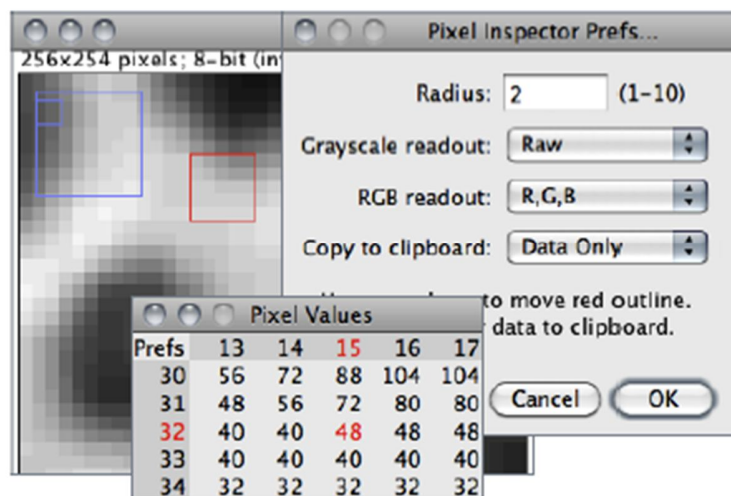 256x254 pixels; 8-bit
Pixel Inspector Prefs...
Radius: 2 (1-10)
Grayscale readout: Raw
RGB readout: R,G,B
Copy to clipboard: Data Only
to move red outline.
data to clipboard.
Cancel OK
Pixel Values
Prefs 13 14 15 16 17
30 56 72 88 104 104
31 48 56 72 80 80
32 40 40 48 48 48
33 40 40 40 40 40
34 32 32 32 32 32